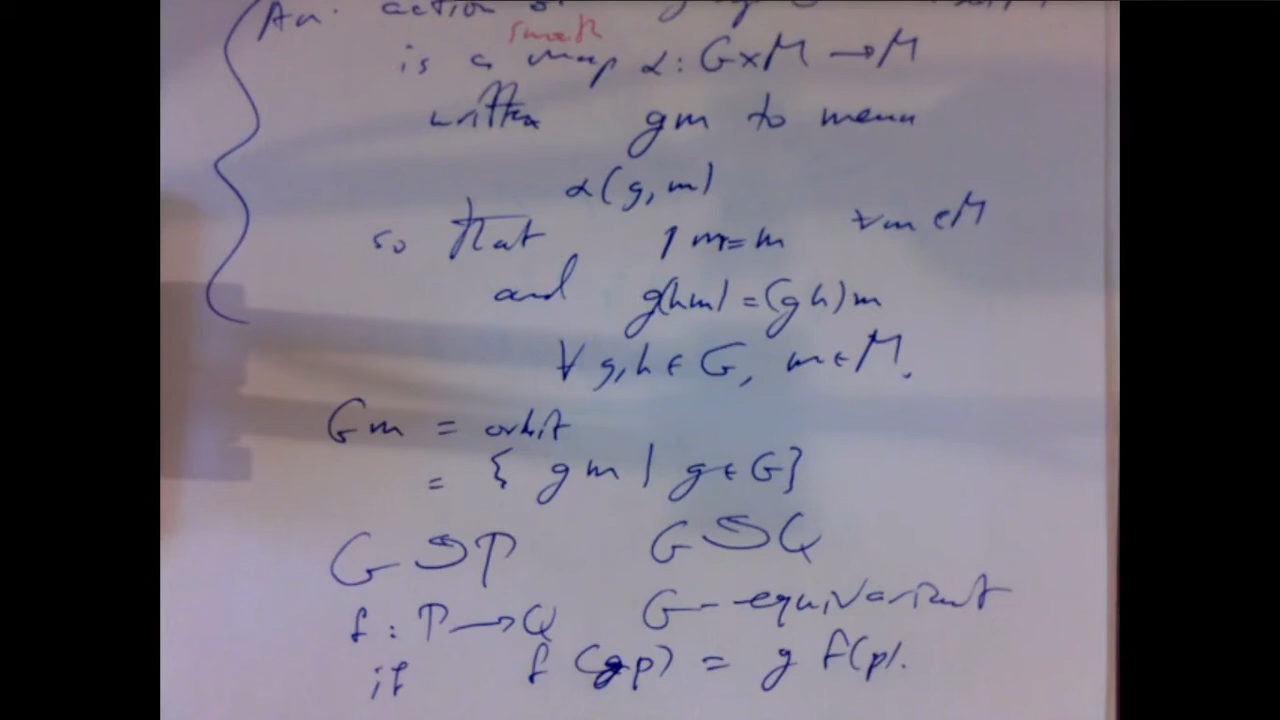 An action
smooth
is a map α: G×M → M
written gm to mean
α(g,m)
so that 1m=m ∀m∈M
and g(hm) = (gh)m
∀ g,h ∈ G, m∈M.
Gm = orbit
= { gm | g∈G}
G ↻ P G ↻ Q
f: P → Q G-equivariant
if f(gp) = g f(p).